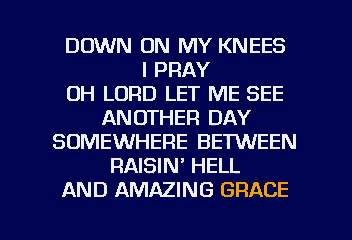 DOWN ON MY KNEES
I PRAY
OH LORD LET ME SEE
ANOTHER DAY
SOMEWHERE BETWEEN
RAISIN' HELL
AND AMAZING GRACE